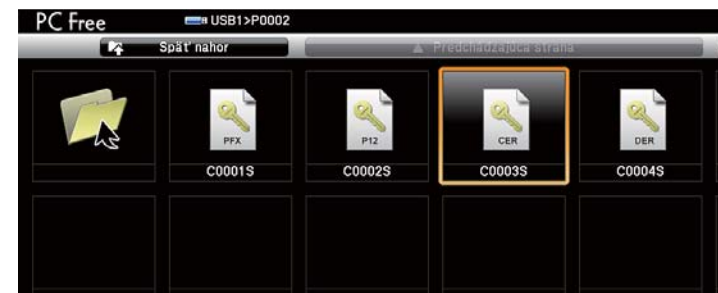 PC Free USB1>P0002
Späť nahor ▲ Predchádzajúca strana
PFX P12 CER DER
C0001S C0002S C0003S C0004S